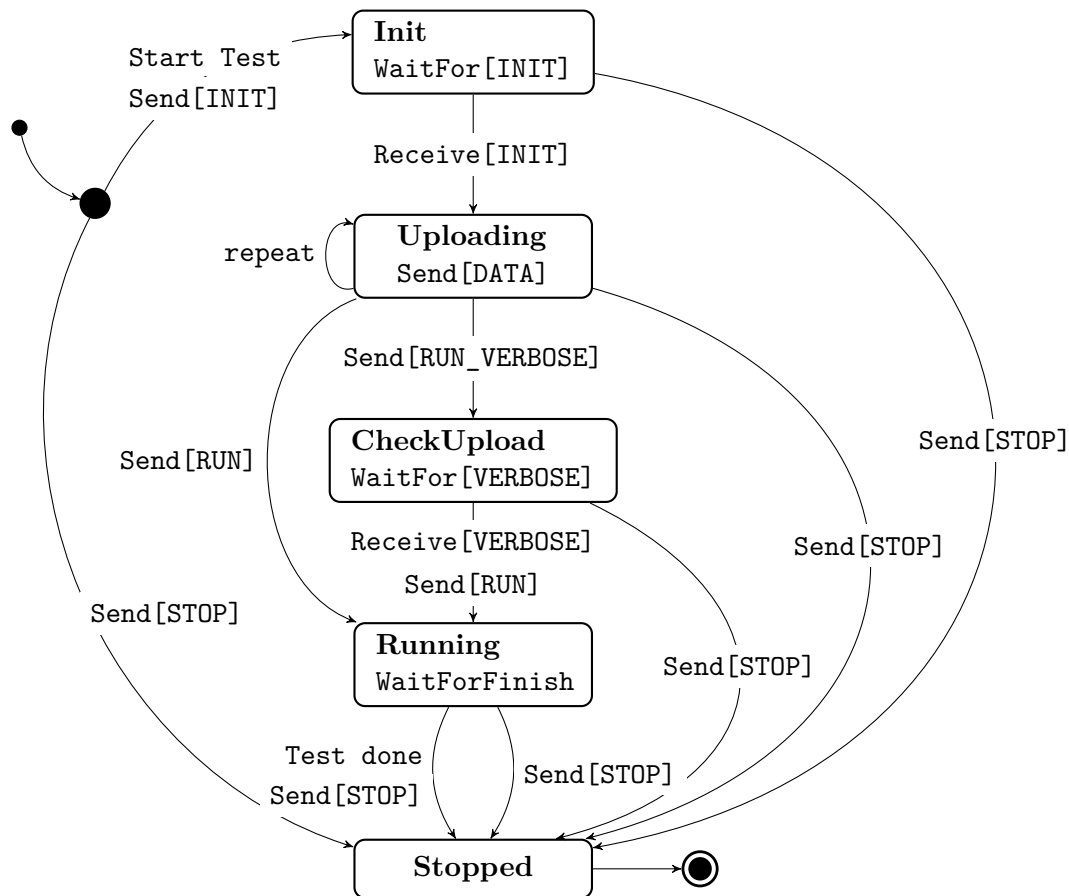 Init
WaitFor[INIT]
Start Test
Send[INIT]
Receive[INIT]
Uploading
Send[DATA]
repeat
Send[RUN_VERBOSE]
CheckUpload
WaitFor[VERBOSE]
Send[RUN]
Send[STOP]
Receive[VERBOSE]
Send[RUN]
Send[STOP]
Send[STOP]
Running
WaitForFinish
Send[STOP]
Test done
Send[STOP]
Send[STOP]
Stopped